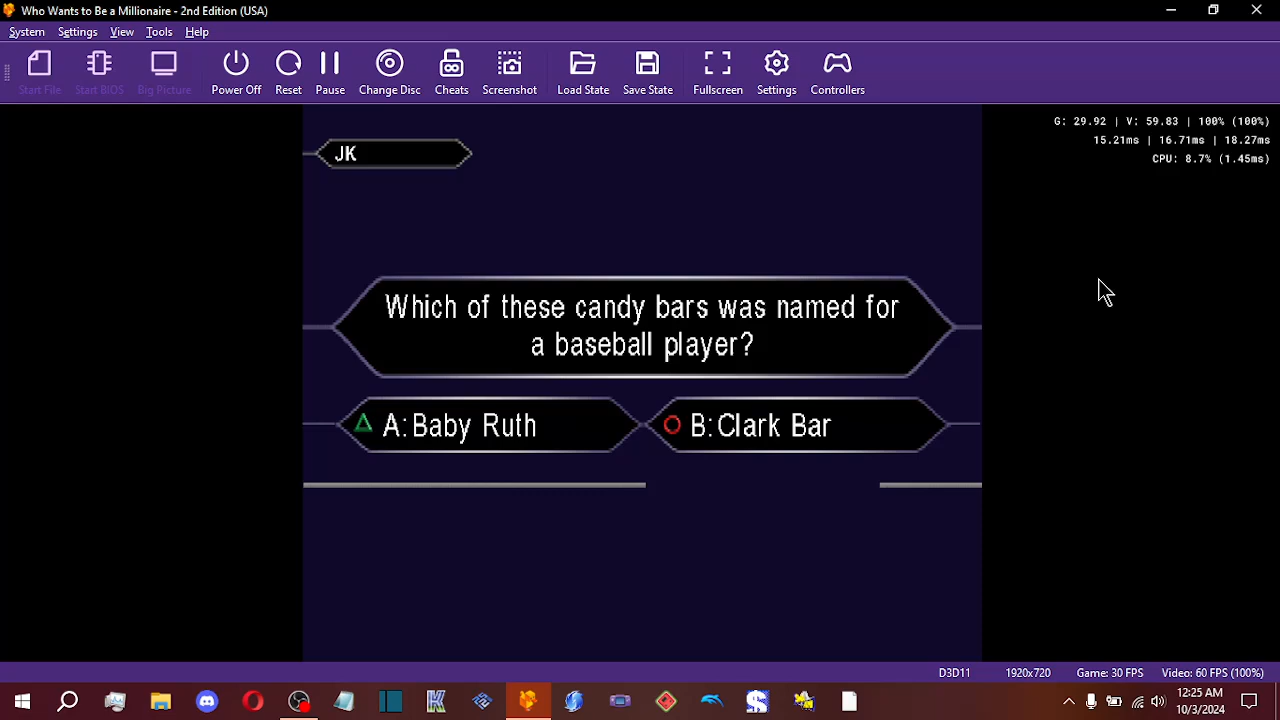 Who Wants to Be a Millionaire - 2nd Edition (USA)
System Settings View Tools Help
Start File Start BIOS Big Picture Power Off Reset Pause Change Disc Cheats Screenshot Load State Save State Fullscreen Settings Controllers
G: 29.92 | V: 59.83 | 100% (100%)
15.21ms | 16.71ms | 18.27ms
CPU: 8.7% (1.45ms)
JK
Which of these candy bars was named for
a baseball player?
A:Baby Ruth
B:Clark Bar
D3D11 1920x720 Game: 30 FPS Video: 60 FPS (100%)
12:25 AM
10/3/2024